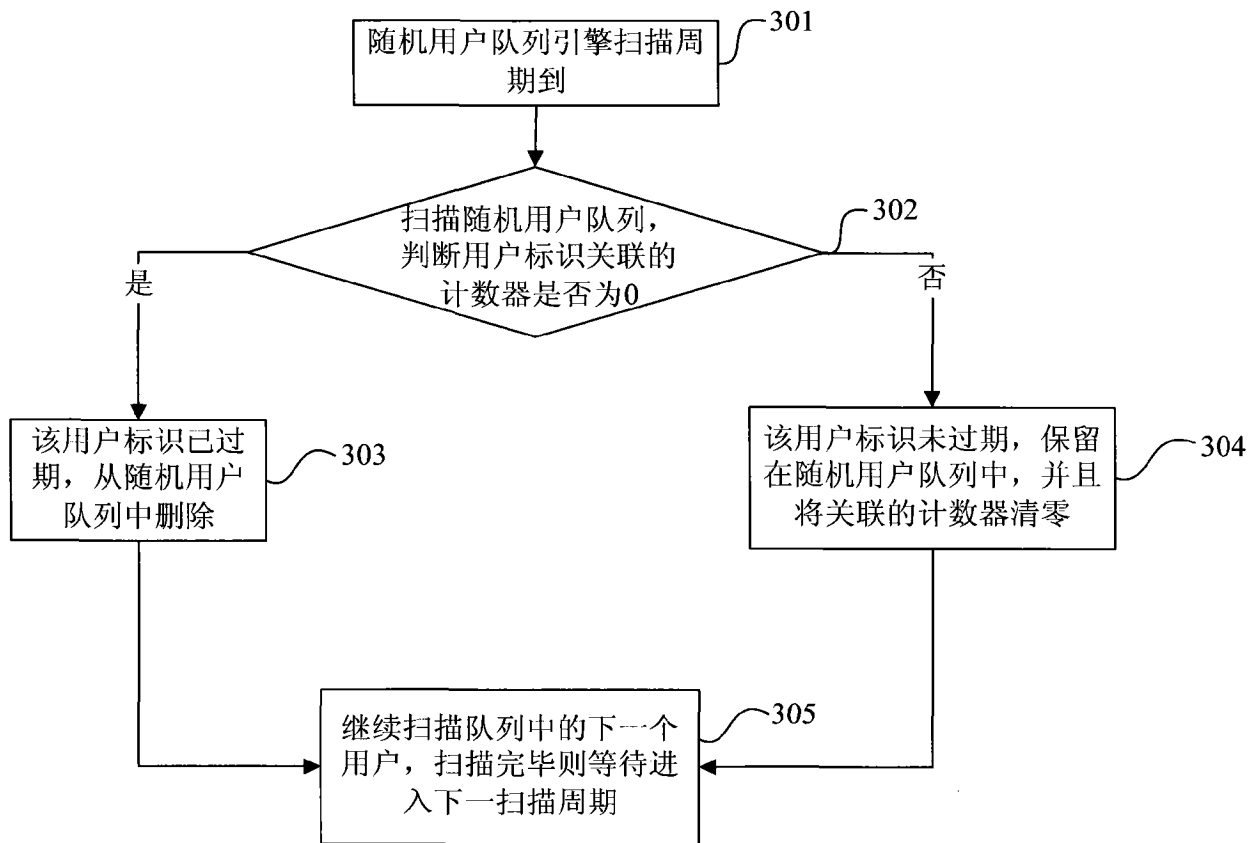 301
随机用户队列引擎扫描周
期到
302
扫描随机用户队列，
判断用户标识关联的
计数器是否为0
是
否
该用户标识已过
期，从随机用户
队列中删除
303
该用户标识未过期，保留
在随机用户队列中，并且
将关联的计数器清零
304
继续扫描队列中的下一个
用户，扫描完毕则等待进
入下一扫描周期
305